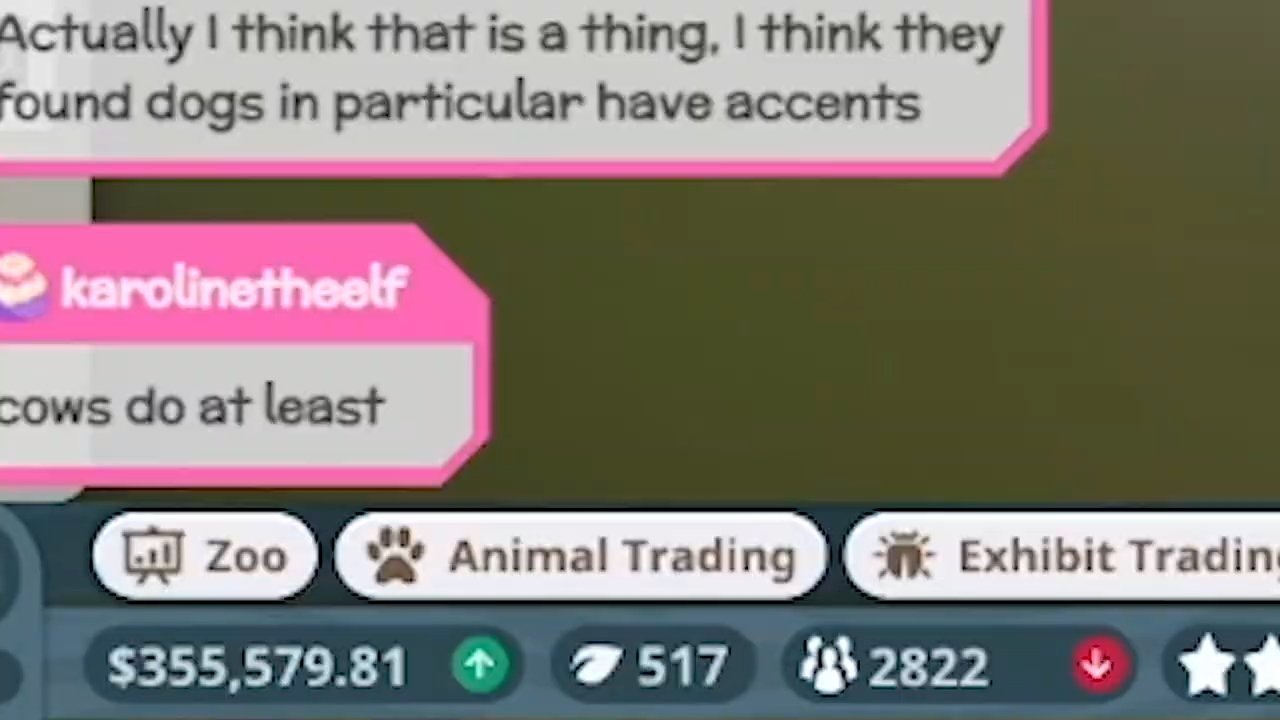 Actually I think that is a thing, I think they
found dogs in particular have accents
karolinetheelf
cows do at least
Zoo
Animal Trading
Exhibit Trading
$355,579.81
517
2822